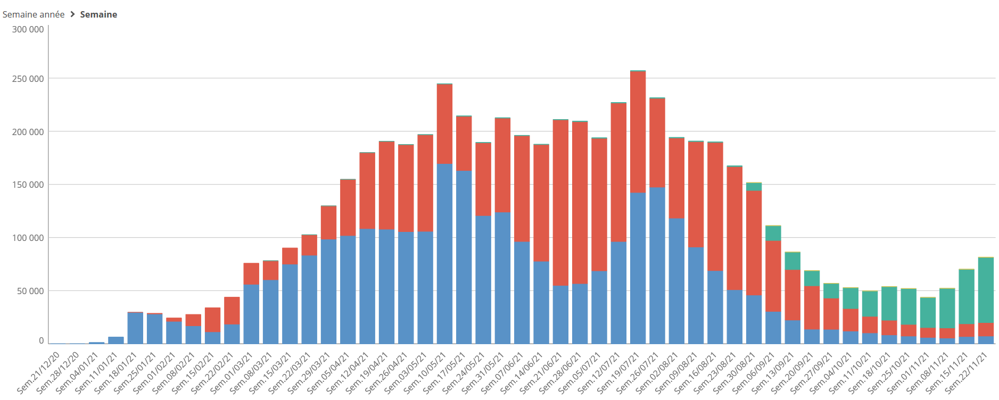 Semaine année > Semaine
300 000
250 000
200 000
150 000
100 000
50 000
0
Sem.21/12/20
Sem.28/12/20
Sem.04/01/21
Sem.11/01/21
Sem.18/01/21
Sem.25/01/21
Sem.01/02/21
Sem.08/02/21
Sem.15/02/21
Sem.22/02/21
Sem.01/03/21
Sem.08/03/21
Sem.15/03/21
Sem.22/03/21
Sem.29/03/21
Sem.05/04/21
Sem.12/04/21
Sem.19/04/21
Sem.26/04/21
Sem.03/05/21
Sem.10/05/21
Sem.17/05/21
Sem.24/05/21
Sem.31/05/21
Sem.07/06/21
Sem.14/06/21
Sem.21/06/21
Sem.28/06/21
Sem.05/07/21
Sem.12/07/21
Sem.19/07/21
Sem.26/07/21
Sem.02/08/21
Sem.09/08/21
Sem.16/08/21
Sem.23/08/21
Sem.30/08/21
Sem.06/09/21
Sem.13/09/21
Sem.20/09/21
Sem.27/09/21
Sem.04/10/21
Sem.11/10/21
Sem.18/10/21
Sem.25/10/21
Sem.01/11/21
Sem.08/11/21
Sem.15/11/21
Sem.22/11/21